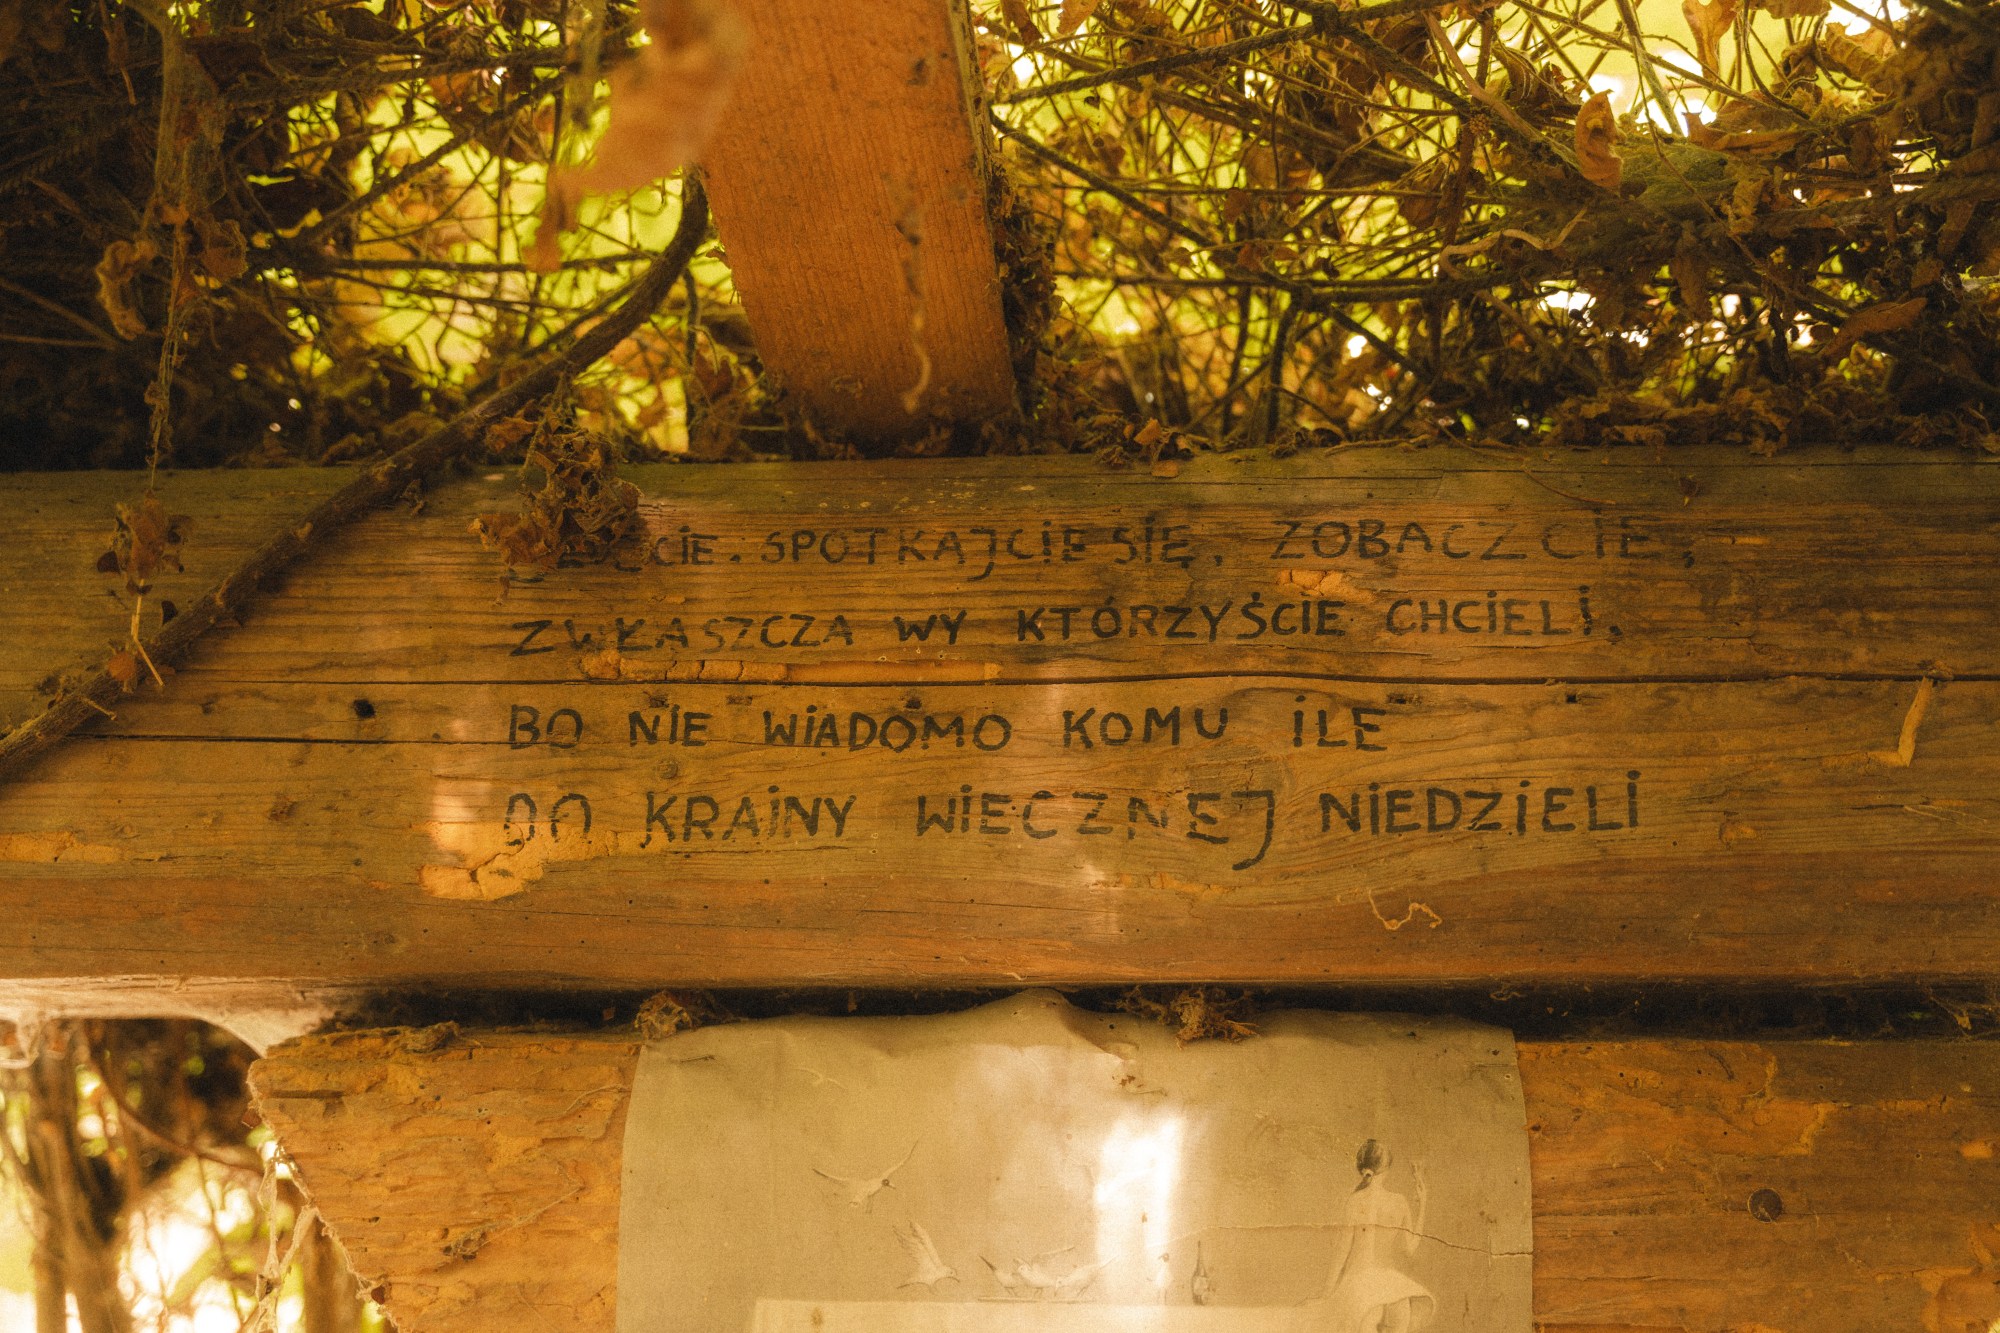 SPOTKAJCIE SIĘ, ZOBACZCIE,
ZWŁASZCZA WY KTÓRZYŚCIE CHCIELI.
BO NIE WIADOMO KOMU ILE
DO KRAINY WIECZNEJ NIEDZIELI